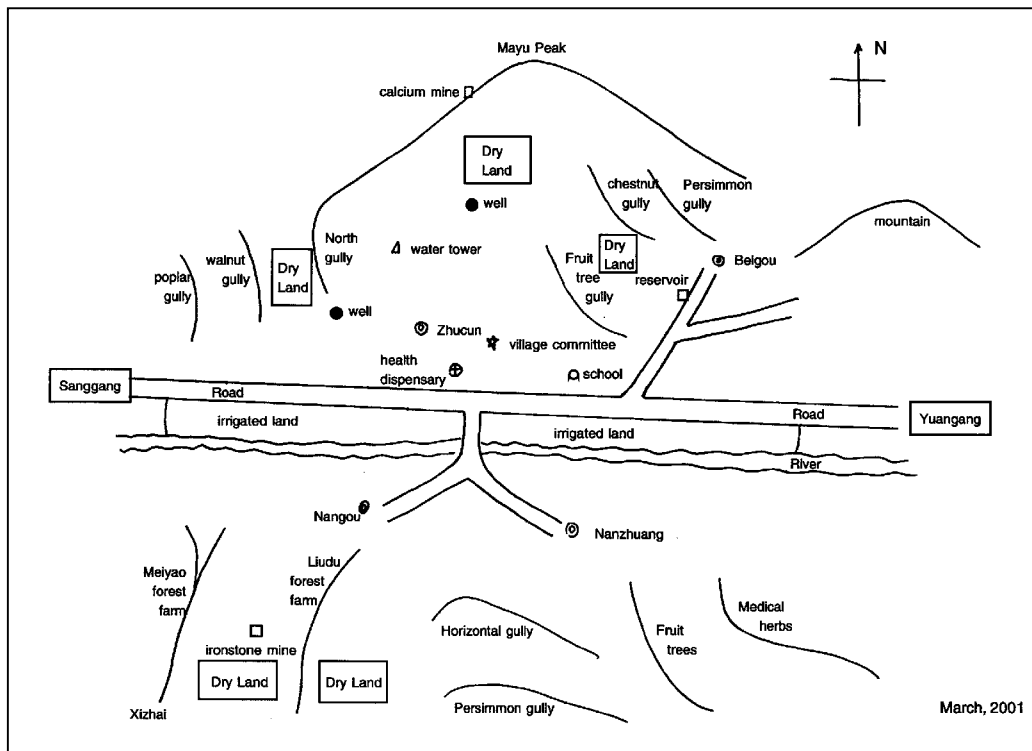 Mayu Peak
N
calcium mine
Dry
Land
chestnut
gully
Persimmon
gully
well
mountain
North
gully
water tower
walnut
gully
poplar
gully
Dry
Land
Fruit
tree
gully
Dry
Land
reservoir
Beigou
well
Zhucun
village committee
health
dispensary
school
Sanggang
Road
Road
Yuangang
irrigated land
irrigated land
River
Nangou
Nanzhuang
Meiyao
forest
farm
Liudu
forest
farm
Horizontal gully
Fruit
trees
Medical
herbs
ironstone mine
Dry Land
Dry Land
Xizhai
Persimmon gully
March, 2001